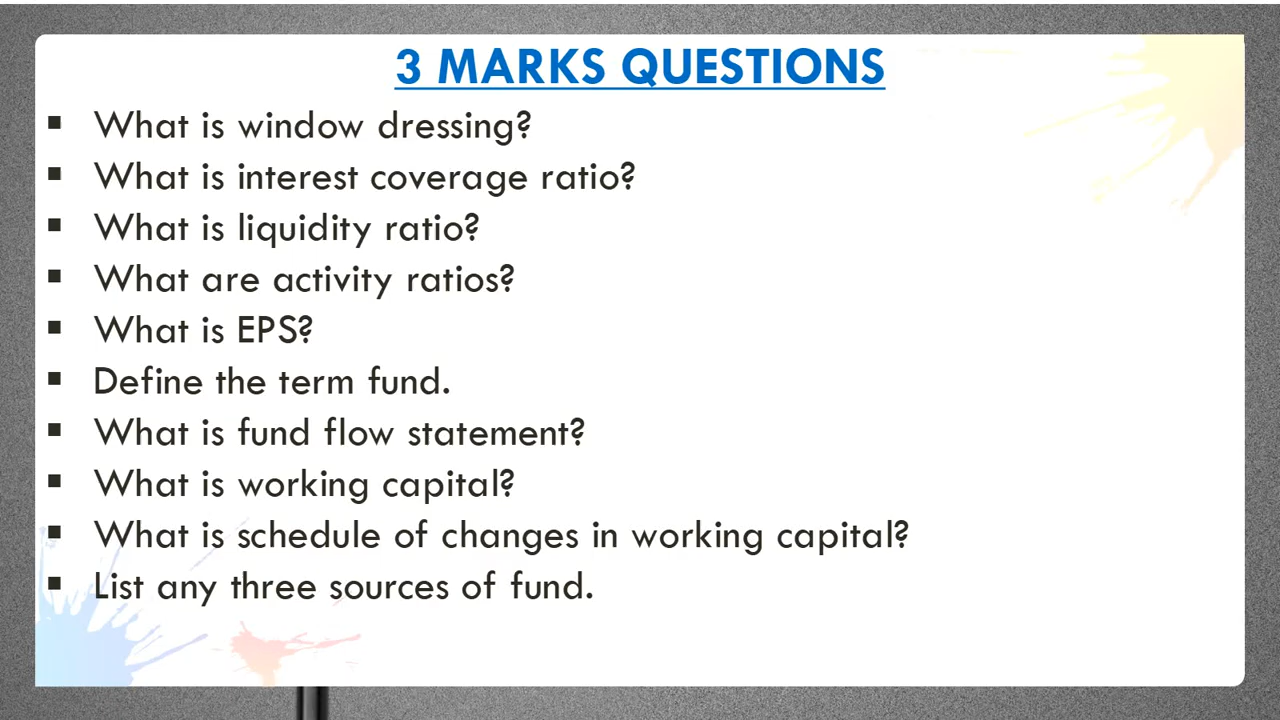 3 MARKS QUESTIONS
▪ What is window dressing?
▪ What is interest coverage ratio?
▪ What is liquidity ratio?
▪ What are activity ratios?
▪ What is EPS?
▪ Define the term fund.
▪ What is fund flow statement?
▪ What is working capital?
▪ What is schedule of changes in working capital?
▪ List any three sources of fund.